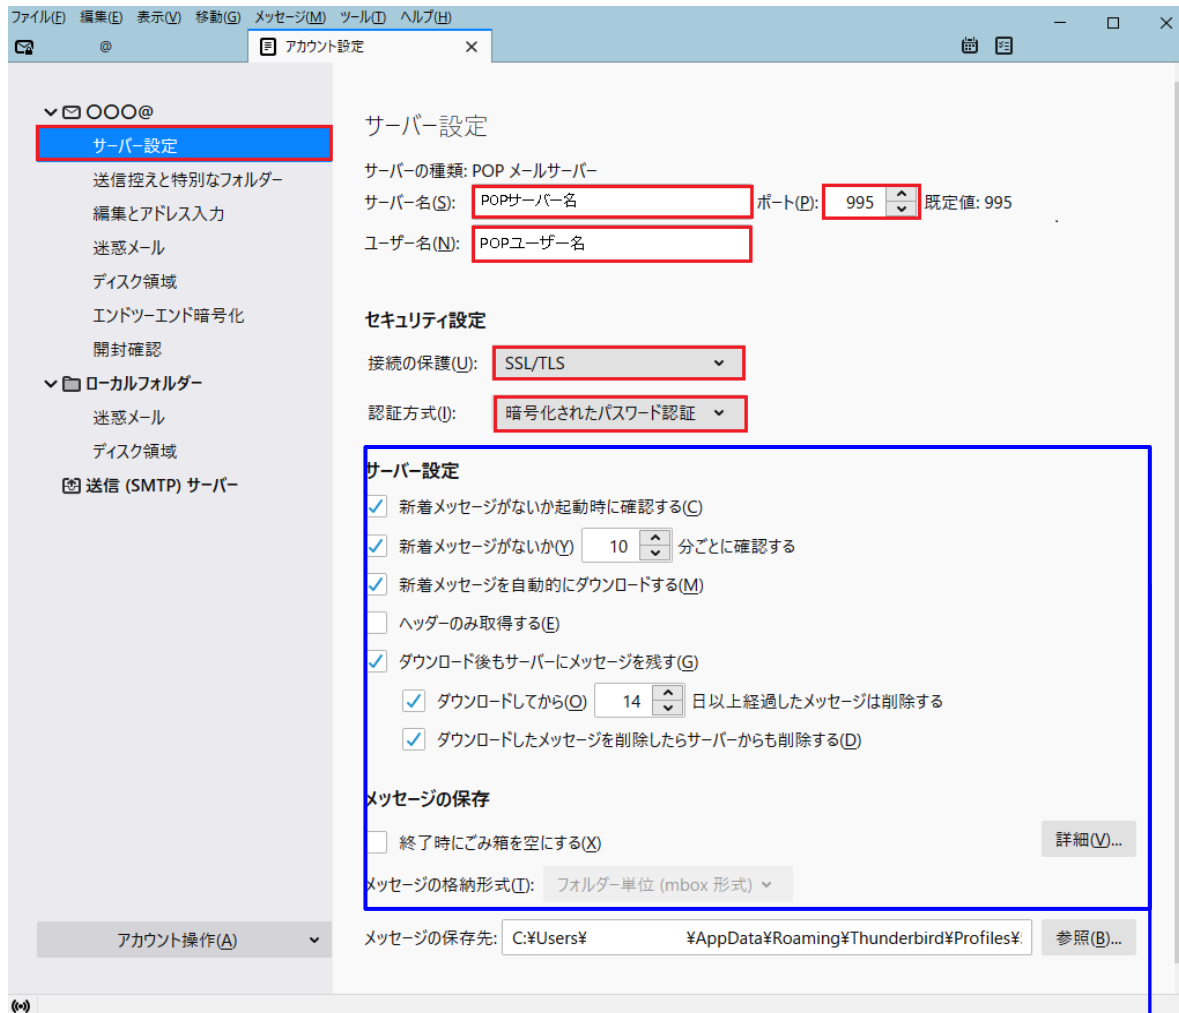 ファイル(F) 編集(E) 表示(V) 移動(G) メッセージ(M) ツール(T) ヘルプ(H)
@
アカウント設定
〇〇〇@
サーバー設定
送信控えと特別なフォルダー
編集とアドレス入力
迷惑メール
ディスク領域
エンドツーエンド暗号化
開封確認
ローカルフォルダー
迷惑メール
ディスク領域
送信 (SMTP) サーバー
アカウント操作(A)
サーバー設定
サーバーの種類: POP メールサーバー
サーバー名(S): POPサーバー名 ポート(P): 995 既定値: 995
ユーザー名(N): POPユーザー名
セキュリティ設定
接続の保護(U): SSL/TLS
認証方式(I): 暗号化されたパスワード認証
サーバー設定
新着メッセージがないか起動時に確認する(C)
新着メッセージがないか(Y) 10 分ごとに確認する
新着メッセージを自動的にダウンロードする(M)
ヘッダーのみ取得する(E)
ダウンロード後もサーバーにメッセージを残す(G)
ダウンロードしてから(O) 14 日以上経過したメッセージは削除する
ダウンロードしたメッセージを削除したらサーバーからも削除する(D)
メッセージの保存
終了時にごみ箱を空にする(X) 詳細(V)...
メッセージの格納形式(T): フォルダー単位 (mbox 形式)
メッセージの保存先: C:¥Users¥ ¥AppData¥Roaming¥Thunderbird¥Profiles¥ 参照(B)...